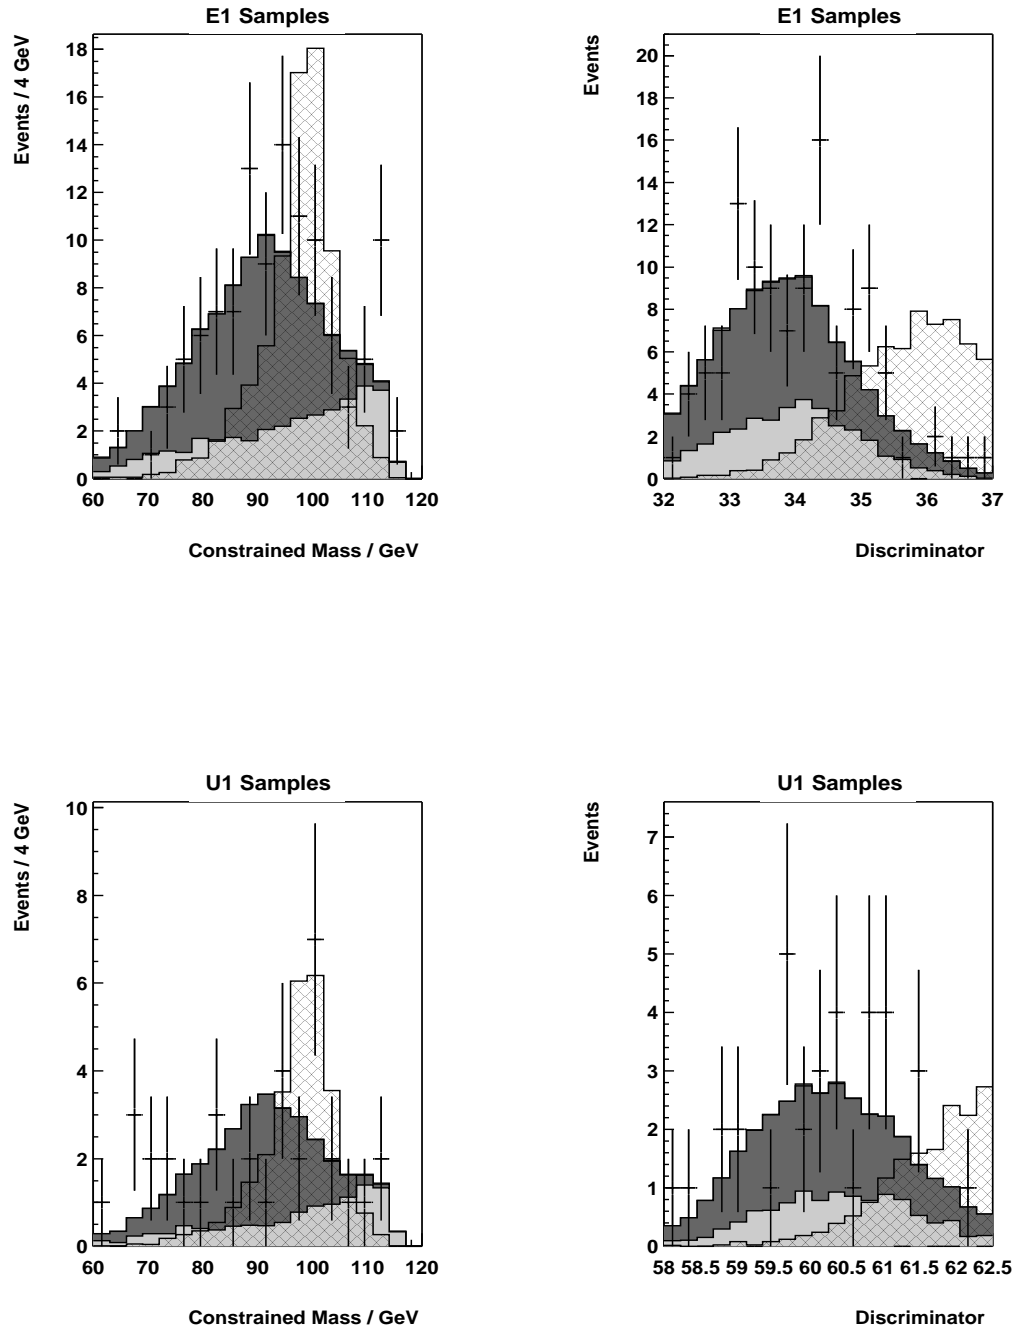 E1 Samples
Events / 4 GeV
18
16
14
12
10
8
6
4
2
0
60 70 80 90 100 110 120
Constrained Mass / GeV
E1 Samples
Events
20
18
16
14
12
10
8
6
4
2
0
32 33 34 35 36 37
Discriminator
U1 Samples
Events / 4 GeV
10
8
6
4
2
0
60 70 80 90 100 110 120
Constrained Mass / GeV
U1 Samples
Events
7
6
5
4
3
2
1
0
58 58.5 59 59.5 60 60.5 61 61.5 62 62.5
Discriminator